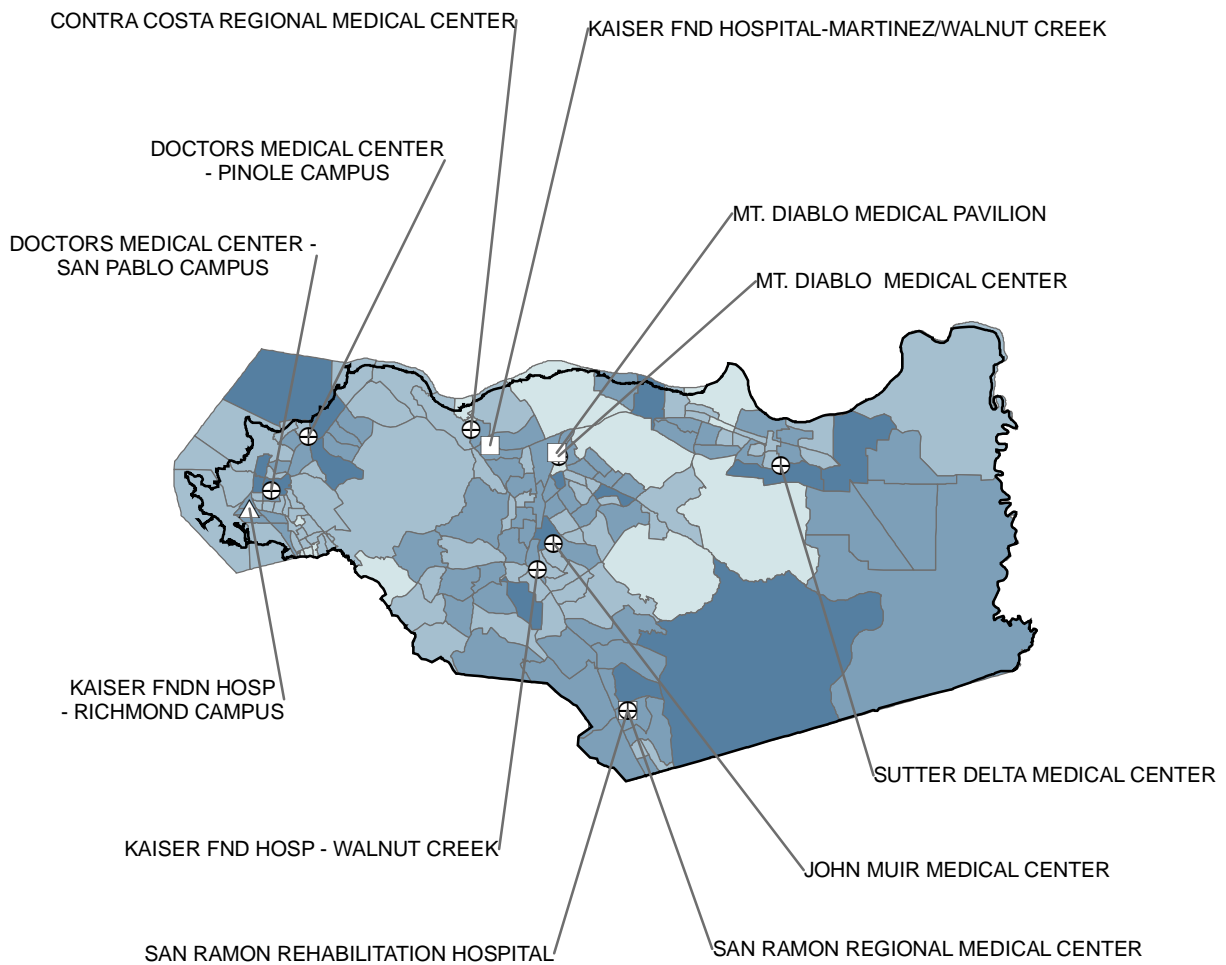 CONTRA COSTA REGIONAL MEDICAL CENTER
KAISER FND HOSPITAL-MARTINEZ/WALNUT CREEK
DOCTORS MEDICAL CENTER
- PINOLE CAMPUS
MT. DIABLO MEDICAL PAVILION
DOCTORS MEDICAL CENTER -
SAN PABLO CAMPUS
MT. DIABLO MEDICAL CENTER
KAISER FNDN HOSP
- RICHMOND CAMPUS
SUTTER DELTA MEDICAL CENTER
KAISER FND HOSP - WALNUT CREEK
JOHN MUIR MEDICAL CENTER
SAN RAMON REHABILITATION HOSPITAL
SAN RAMON REGIONAL MEDICAL CENTER